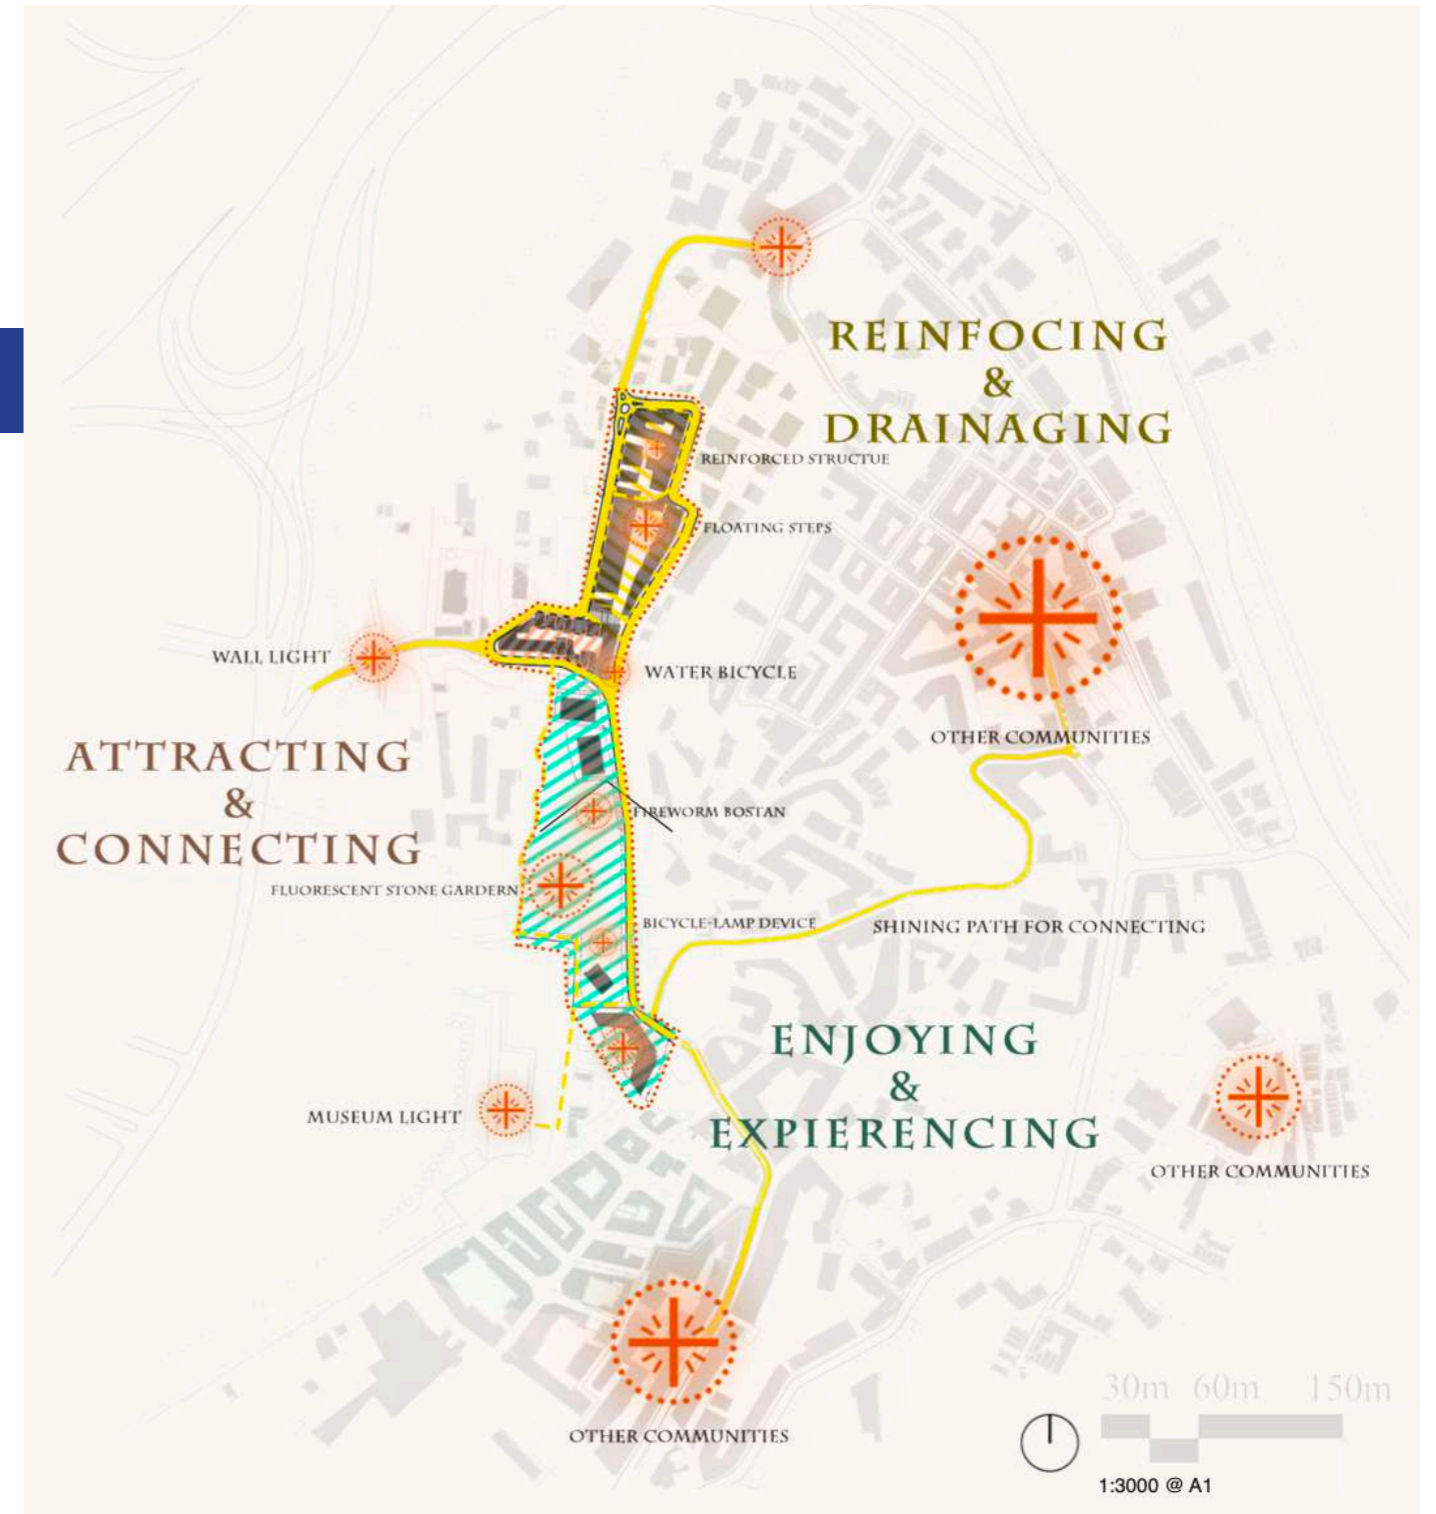 REINFOCING
&
DRAINAGING
REINFORCED STRUCTUE
FLOATING STEPS
WALL LIGHT
WATER BICYCLE
OTHER COMMUNITIES
ATTRACTING
&
CONNECTING
FIREWORM BOSTAN
FLUORESCENT STONE GARDERN
BICYCLE-LAMP DEVICE
SHINING PATH FOR CONNECTING
ENJOYING
&
EXPIERENCING
MUSEUM LIGHT
OTHER COMMUNITIES
30m 60m 150m
OTHER COMMUNITIES
1:3000 @ A1